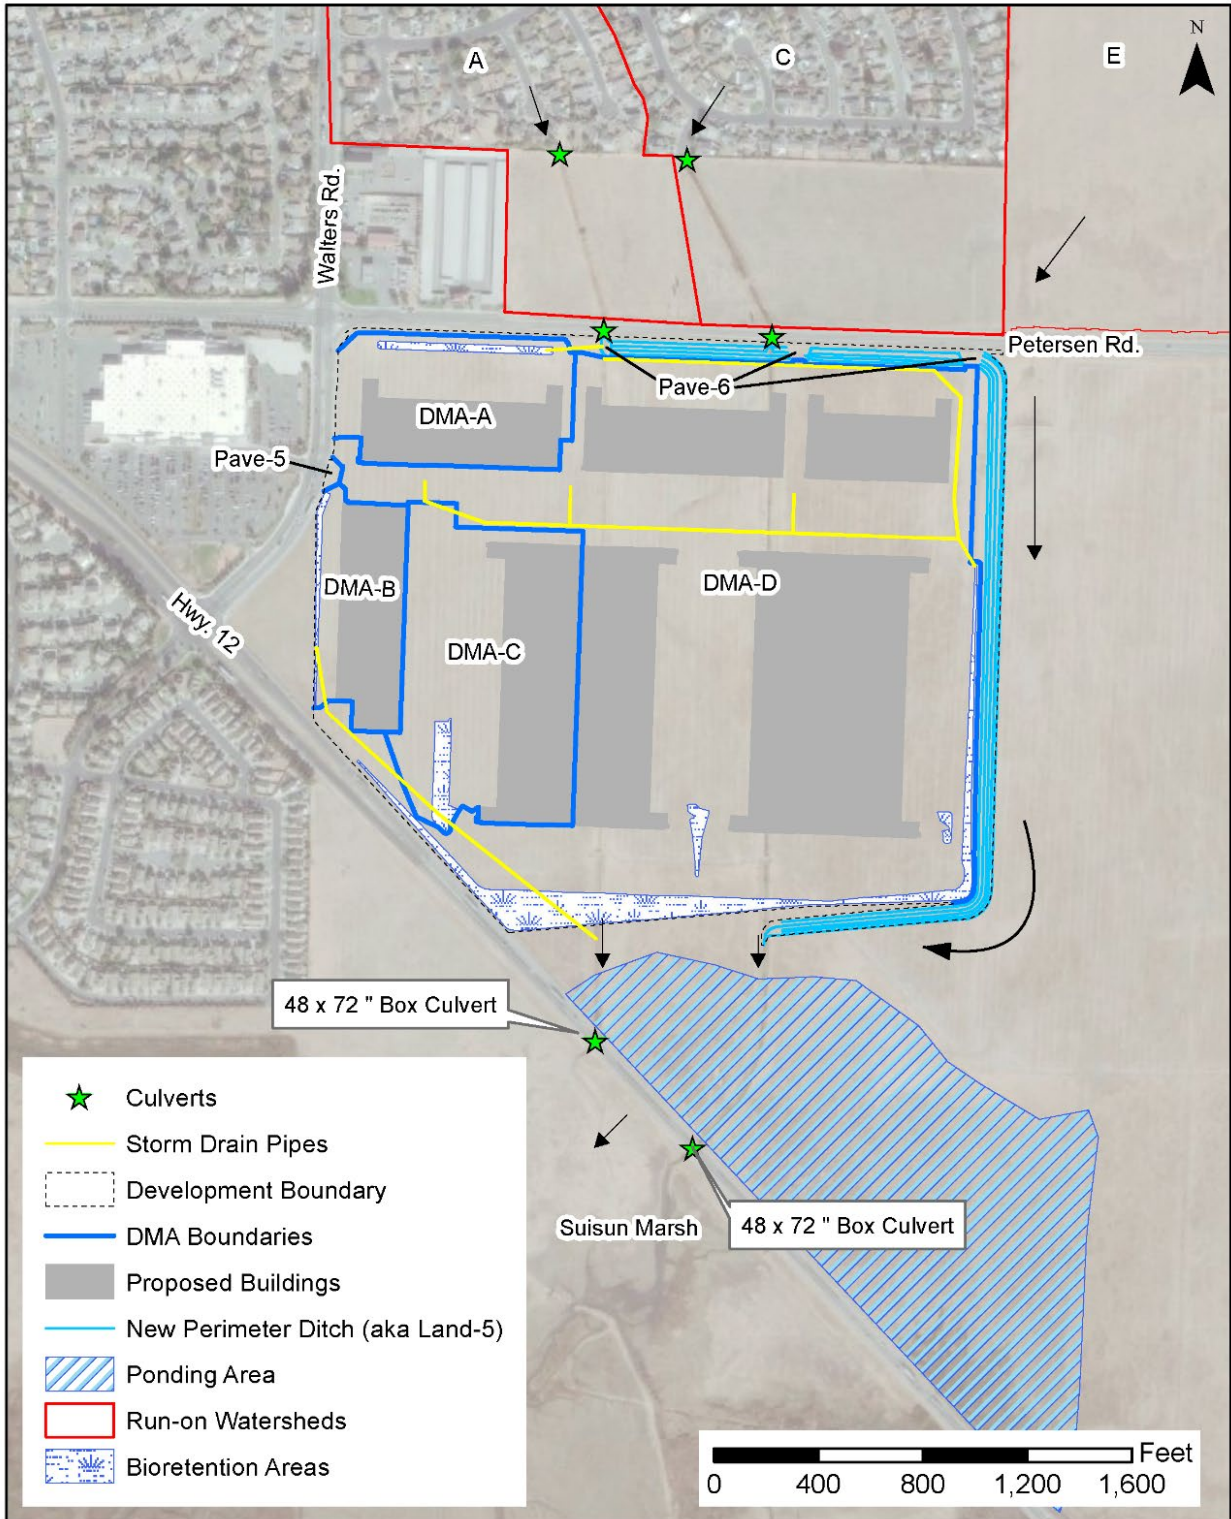 A
C
E
N
Walters Rd.
Petersen Rd.
Pave-6
DMA-A
Pave-5
DMA-B
DMA-D
Hwy. 12
DMA-C
48 x 72 " Box Culvert
48 x 72 " Box Culvert
Suisun Marsh
Culverts
Storm Drain Pipes
Development Boundary
DMA Boundaries
Proposed Buildings
New Perimeter Ditch (aka Land-5)
Ponding Area
Run-on Watersheds
Bioretention Areas
Feet
0 400 800 1,200 1,600